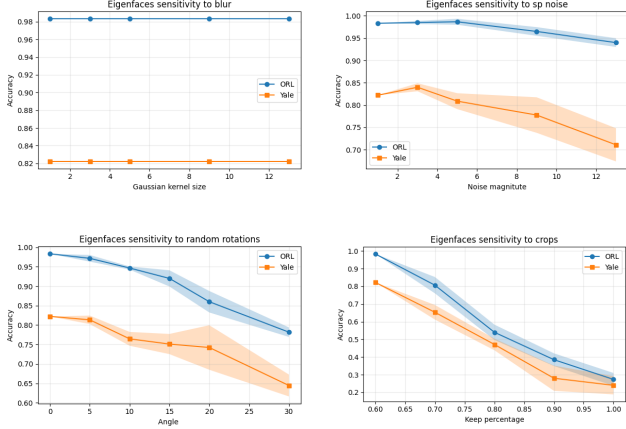 Eigenfaces sensitivity to blur
0.98
0.96
0.94
0.92
0.90
0.88
0.86
0.84
0.82
Accuracy
ORL
Yale
2 4 6 8 10 12
Gaussian kernel size
Eigenfaces sensitivity to sp noise
1.00
0.95
0.90
0.85
0.80
0.75
0.70
Accuracy
ORL
Yale
2 4 6 8 10 12
Noise magnitute
Eigenfaces sensitivity to random rotations
1.00
0.95
0.90
0.85
0.80
0.75
0.70
0.65
0.60
Accuracy
ORL
Yale
0 5 10 15 20 25 30
Angle
Eigenfaces sensitivity to crops
1.0
0.9
0.8
0.7
0.6
0.5
0.4
0.3
0.2
Accuracy
ORL
Yale
0.60 0.65 0.70 0.75 0.80 0.85 0.90 0.95 1.00
Keep percentage